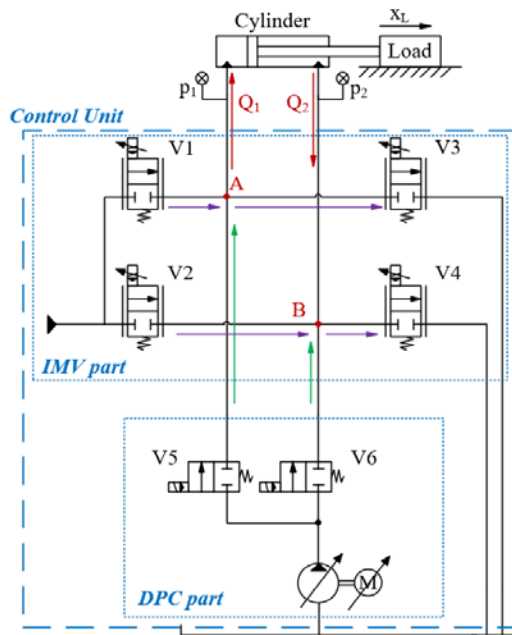 Cylinder
x_L
Load
p₁
Q₁
Q₂
p₂
Control Unit
V1
V3
A
V2
V4
B
IMV part
V5
V6
M
DPC part